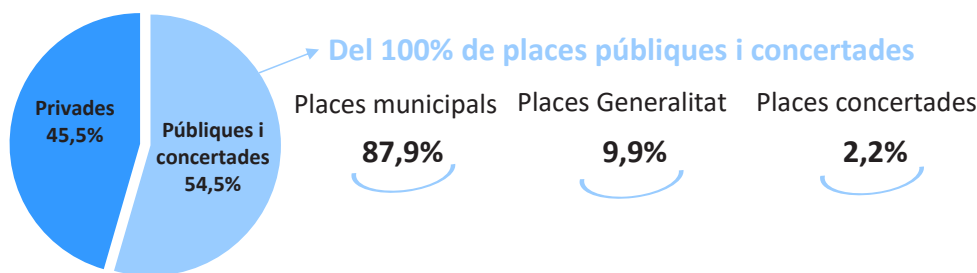 Del 100% de places públiques i concertades
Privades
45,5%
Públiques i
concertades
54,5%
Places municipals
87,9%
Places Generalitat
9,9%
Places concertades
2,2%